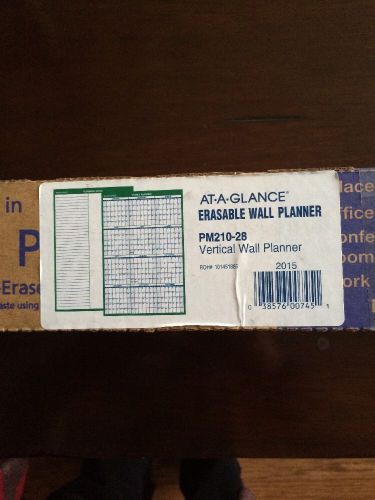 AT-A-GLANCE®
ERASABLE WALL PLANNER
PM210-28
Vertical Wall Planner
2015
0 38576 00745 1
in
P
-Erase
aste using
lace
ffice
onfe
oom
ork